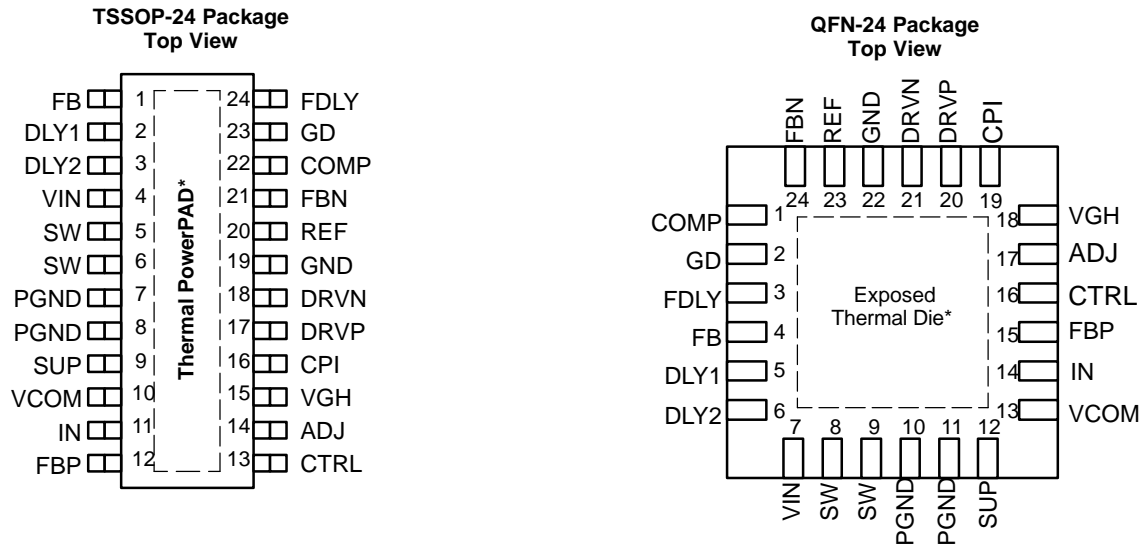 TSSOP-24 Package
Top View
FB 1 24 FDLY
DLY1 2 23 GD
DLY2 3 22 COMP
VIN 4 21 FBN
SW 5 20 REF
SW 6 19 GND
PGND 7 18 DRVN
PGND 8 17 DRVP
SUP 9 16 CPI
VCOM 10 15 VGH
IN 11 14 ADJ
FBP 12 13 CTRL
Thermal PowerPAD*
QFN-24 Package
Top View
FBN REF GND DRVN DRVP CPI
24 23 22 21 20 19
COMP 1 18 VGH
GD 2 17 ADJ
FDLY 3 16 CTRL
FB 4 15 FBP
DLY1 5 14 IN
DLY2 6 13 VCOM
Exposed
Thermal Die*
7 8 9 10 11 12
VIN SW SW PGND PGND SUP